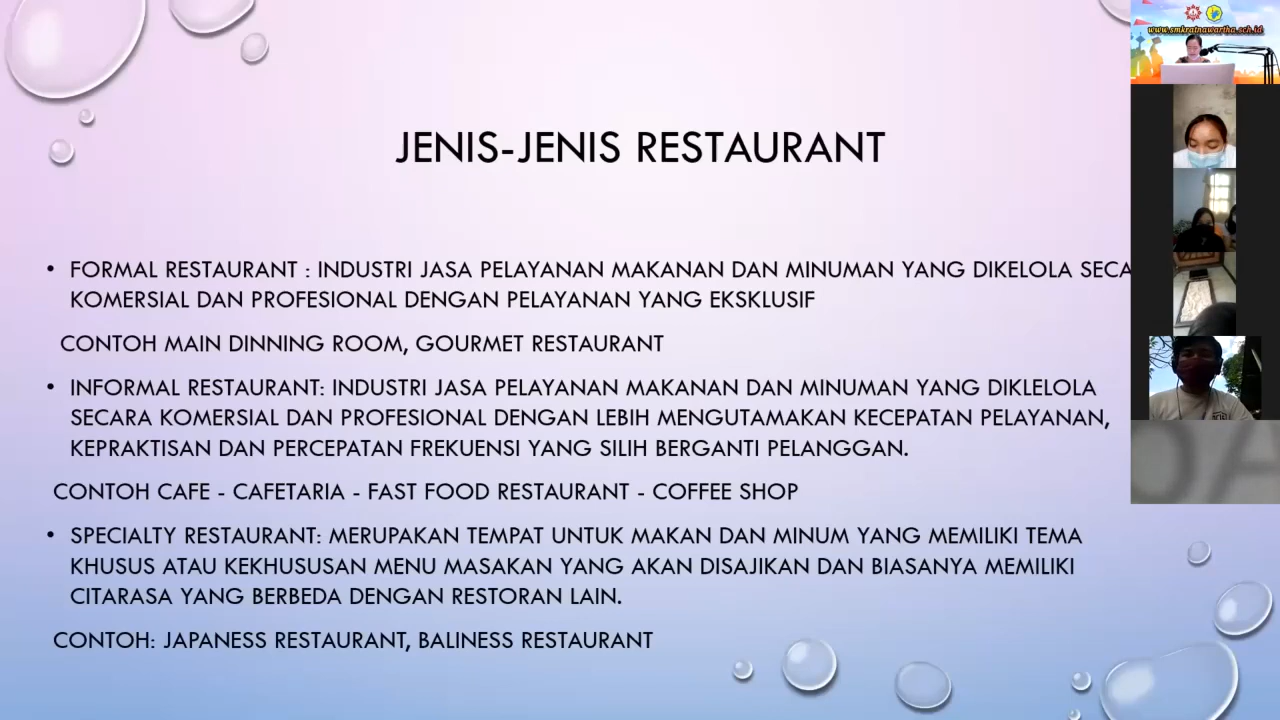 JENIS-JENIS RESTAURANT
• FORMAL RESTAURANT : INDUSTRI JASA PELAYANAN MAKANAN DAN MINUMAN YANG DIKELOLA SECA
KOMERSIAL DAN PROFESIONAL DENGAN PELAYANAN YANG EKSKLUSIF
CONTOH MAIN DINNING ROOM, GOURMET RESTAURANT
• INFORMAL RESTAURANT: INDUSTRI JASA PELAYANAN MAKANAN DAN MINUMAN YANG DIKLELOLA
SECARA KOMERSIAL DAN PROFESIONAL DENGAN LEBIH MENGUTAMAKAN KECEPATAN PELAYANAN,
KEPRAKTISAN DAN PERCEPATAN FREKUENSI YANG SILIH BERGANTI PELANGGAN.
CONTOH CAFE - CAFETARIA - FAST FOOD RESTAURANT - COFFEE SHOP
• SPECIALTY RESTAURANT: MERUPAKAN TEMPAT UNTUK MAKAN DAN MINUM YANG MEMILIKI TEMA
KHUSUS ATAU KEKHUSUSAN MENU MASAKAN YANG AKAN DISAJIKAN DAN BIASANYA MEMILIKI
CITARASA YANG BERBEDA DENGAN RESTORAN LAIN.
CONTOH: JAPANESS RESTAURANT, BALINESS RESTAURANT
www.smkratnawartha.sch.id